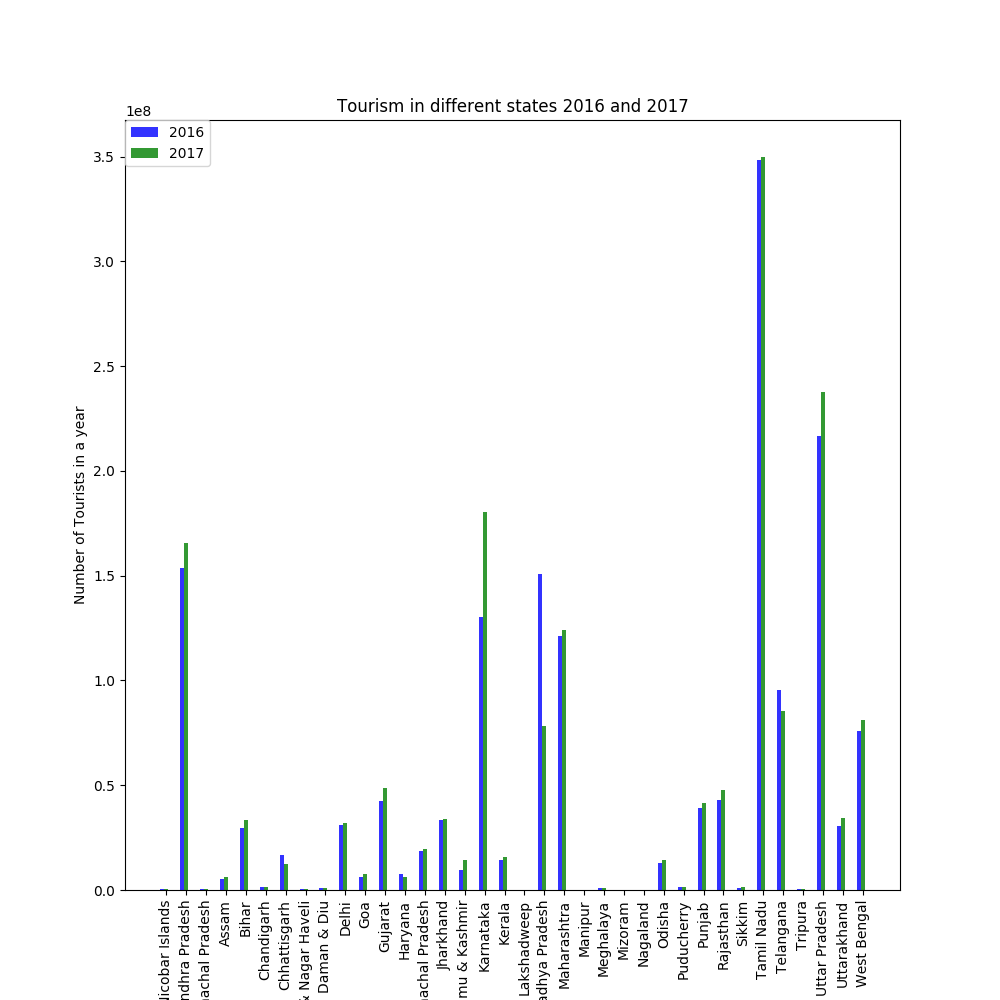 Tourism in different states 2016 and 2017
1e8
2016
2017
3.5
3.0
2.5
2.0
1.5
1.0
0.5
0.0
Number of Tourists in a year
Nicobar Islands
ndhra Pradesh
nachal Pradesh
Assam
Bihar
Chandigarh
Chhattisgarh
& Nagar Haveli
Daman & Diu
Delhi
Goa
Gujarat
Haryana
nachal Pradesh
Jharkhand
mu & Kashmir
Karnataka
Kerala
Lakshadweep
adhya Pradesh
Maharashtra
Manipur
Meghalaya
Mizoram
Nagaland
Odisha
Puducherry
Punjab
Rajasthan
Sikkim
Tamil Nadu
Telangana
Tripura
Uttar Pradesh
Uttarakhand
West Bengal